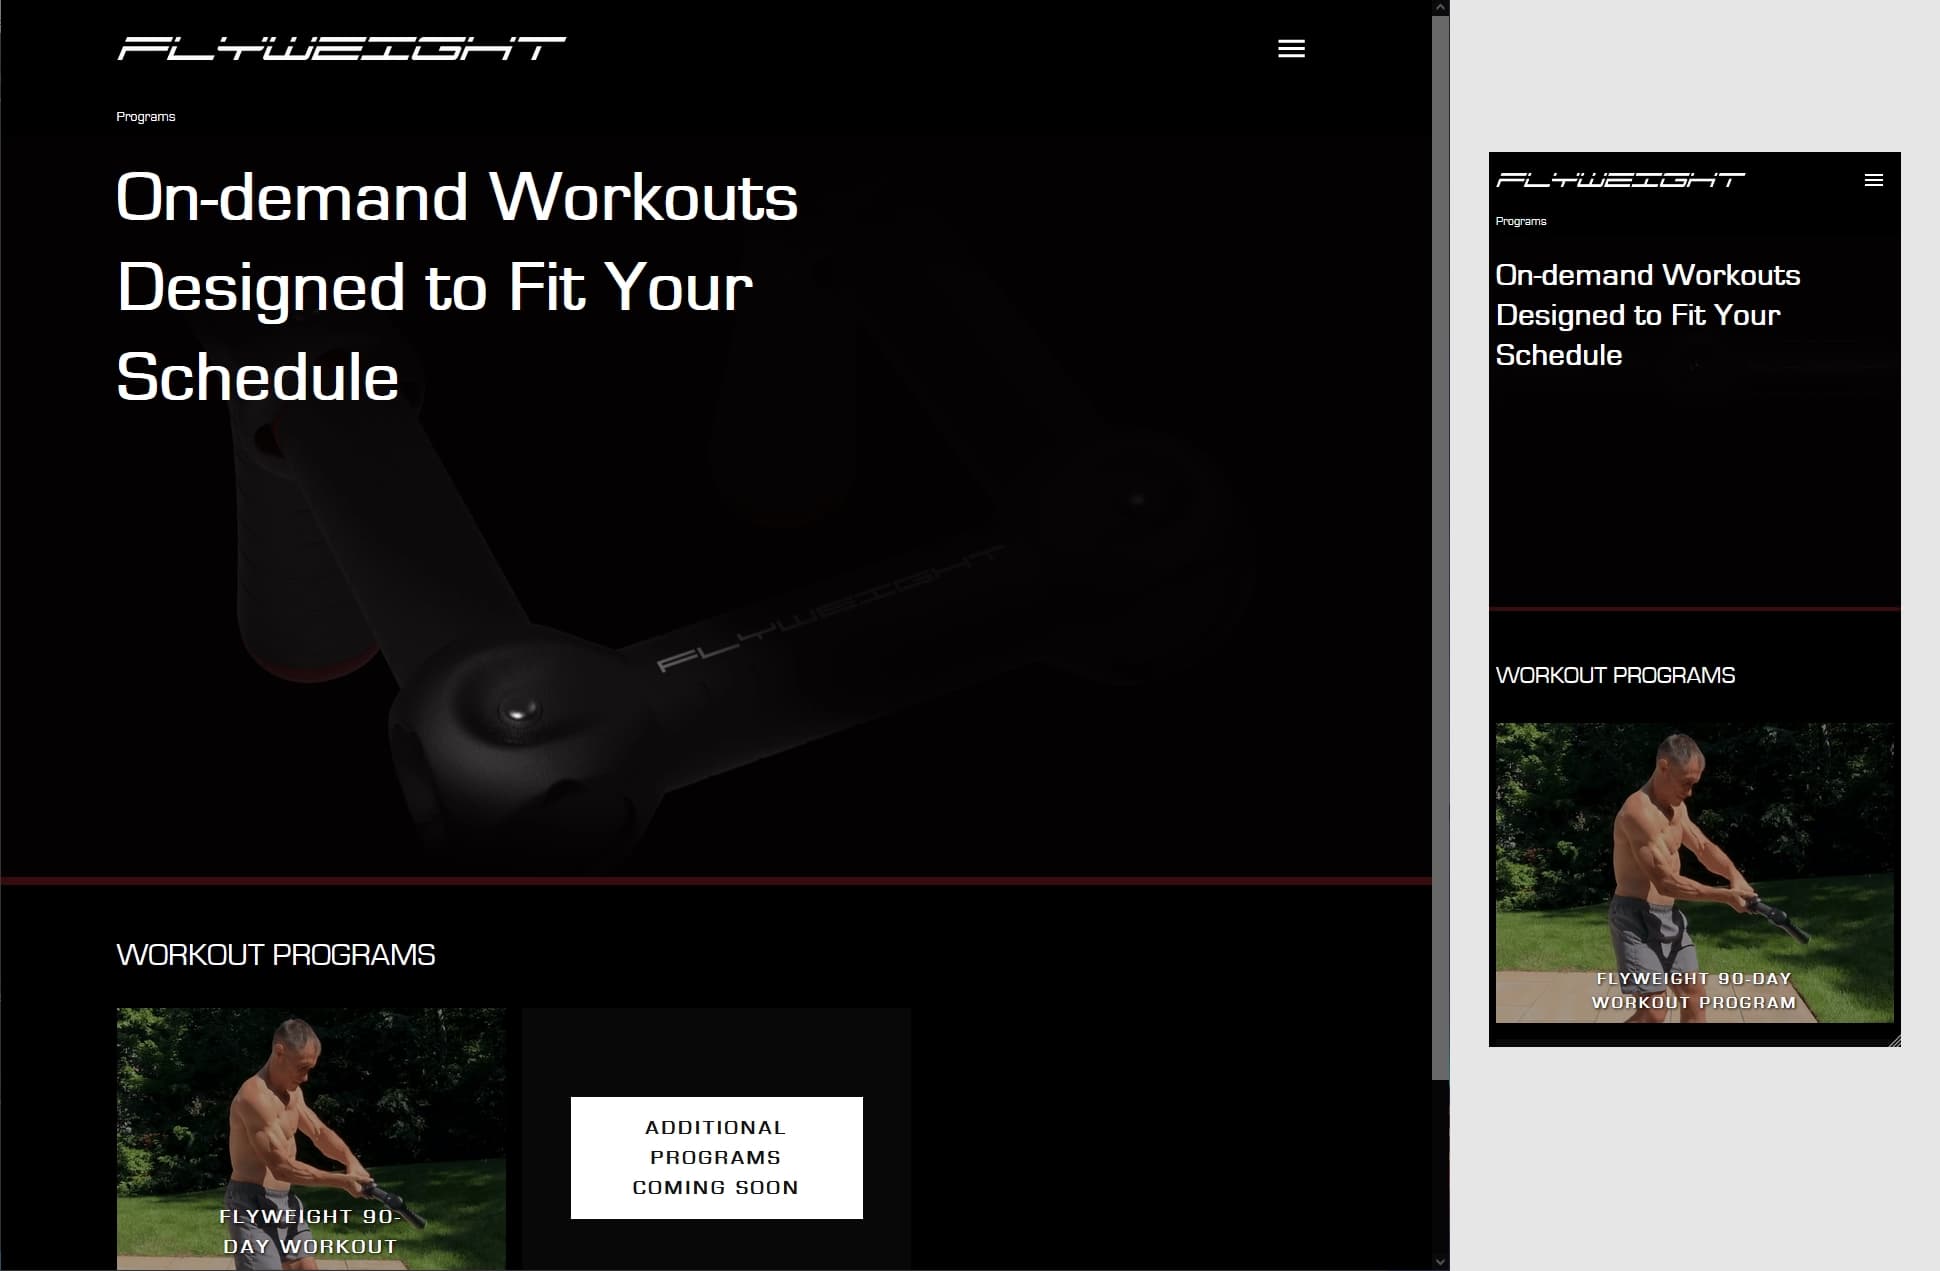 FLYWEIGHT
Programs
On-demand Workouts
Designed to Fit Your
Schedule
FLYWEIGHT
WORKOUT PROGRAMS
FLYWEIGHT 90-
DAY WORKOUT
ADDITIONAL
PROGRAMS
COMING SOON
FLYWEIGHT
Programs
On-demand Workouts
Designed to Fit Your
Schedule
WORKOUT PROGRAMS
FLYWEIGHT 90-DAY
WORKOUT PROGRAM